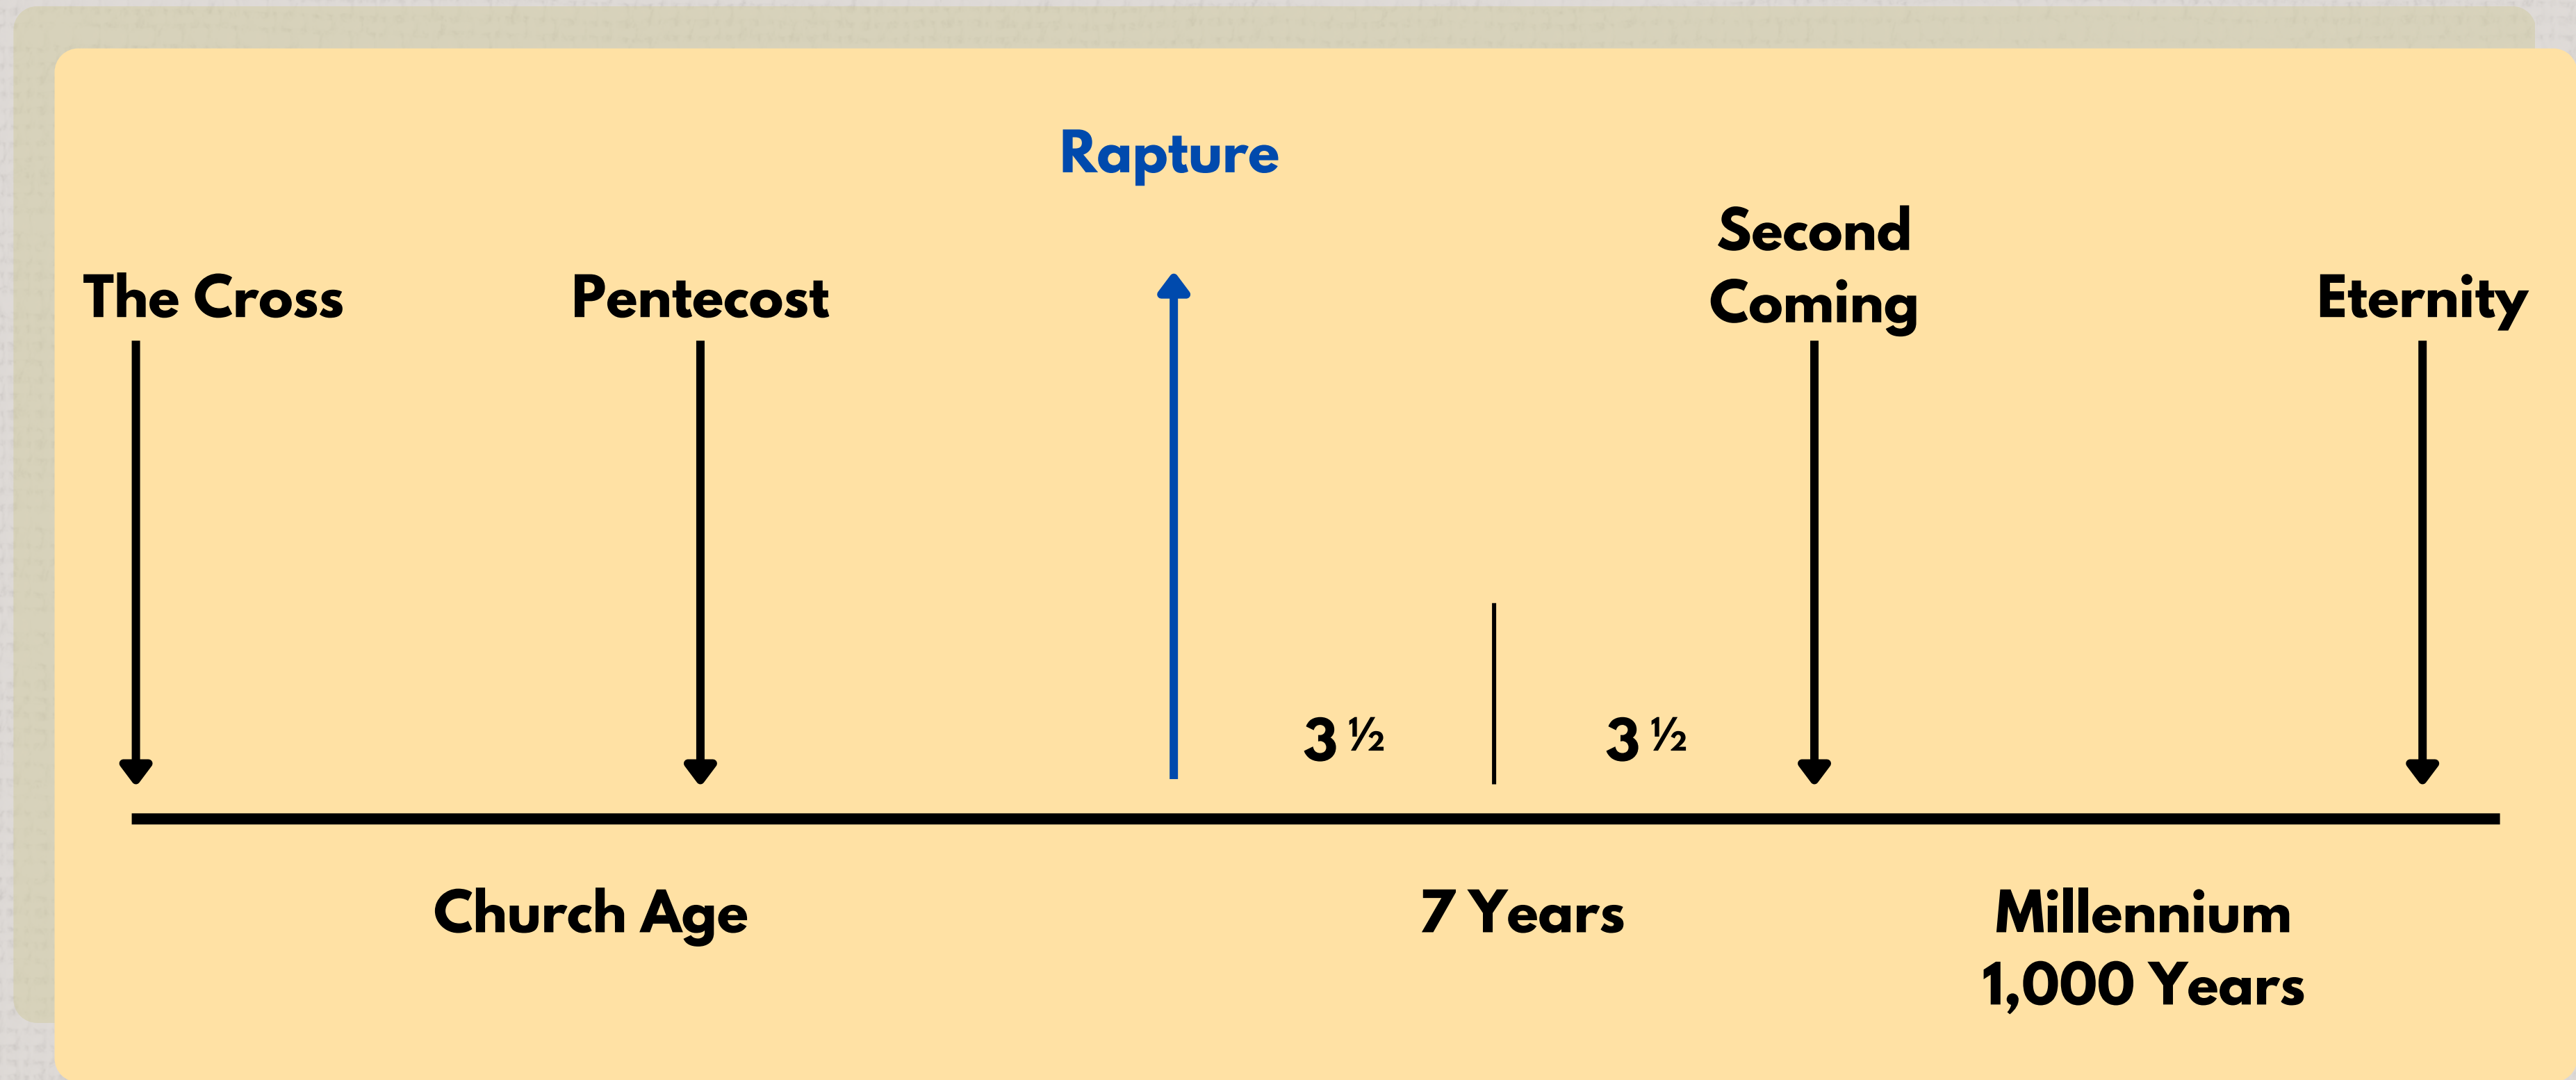 Rapture
The Cross
Pentecost
Second
Coming
Eternity
3 ½
3 ½
Church Age
7 Years
Millennium
1,000 Years